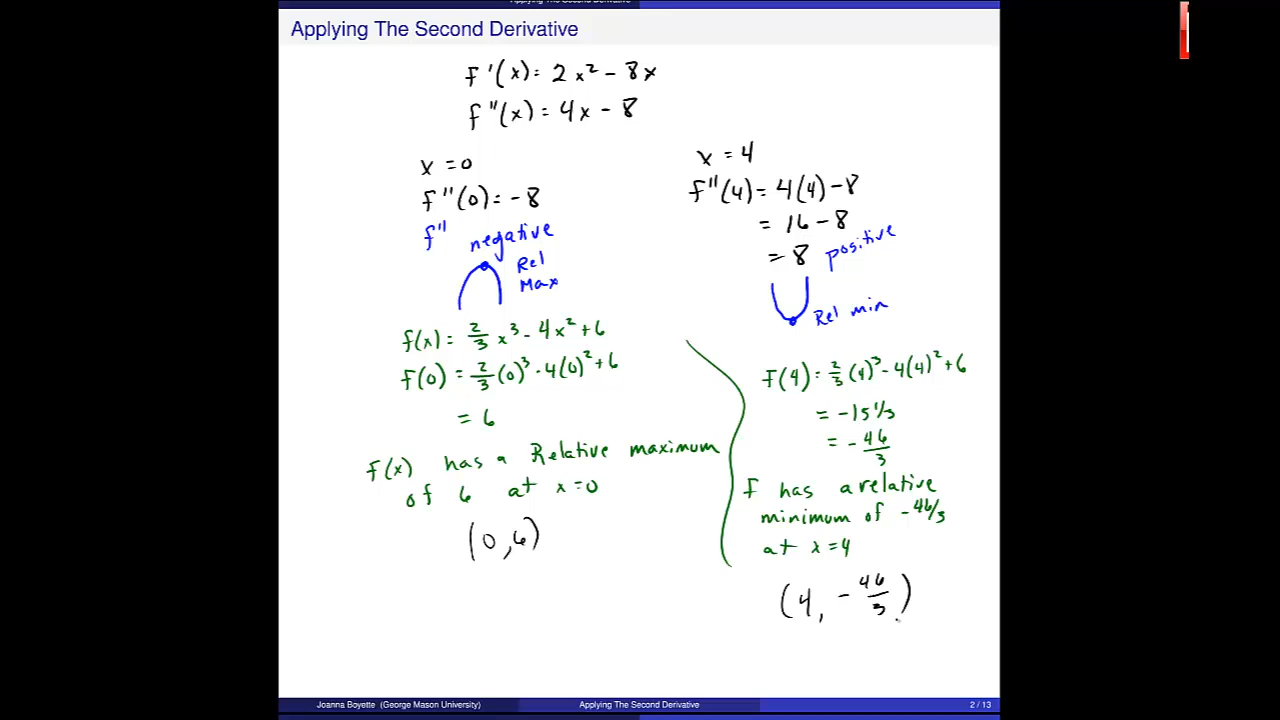 Applying The Second Derivative
Applying The Second Derivative
f'(x) = 2x² - 8x
f''(x) = 4x - 8
x = 0
f''(0) = -8
f'' negative
Rel
Max
f(x) = 2/3 x³ - 4x² + 6
f(0) = 2/3 (0)³ - 4(0)² + 6
= 6
f(x) has a Relative maximum
of 6 at x = 0
(0, 6)
x = 4
f''(4) = 4(4) - 8
= 16 - 8
= 8 positive
Rel min
f(4) = 2/3 (4)³ - 4(4)² + 6
= -15 1/3
= - 46/3
f has a relative
minimum of -46/3
at x = 4
(4, - 46/3)
Joanna Boyette (George Mason University) Applying The Second Derivative 2 / 13